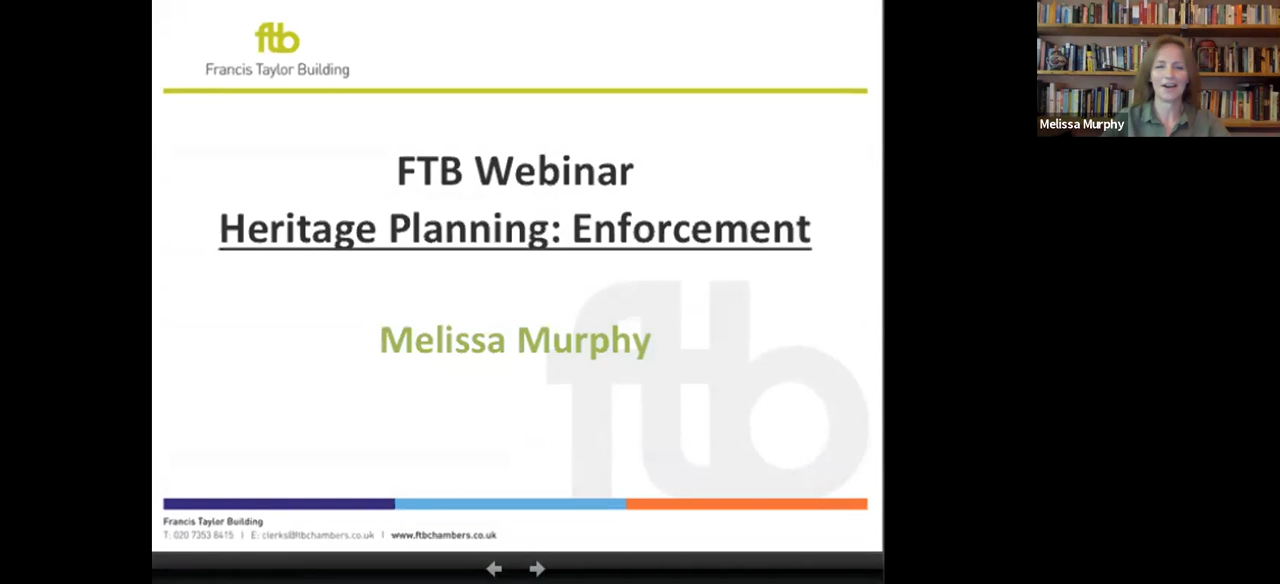 ftb
Francis Taylor Building
FTB Webinar
Heritage Planning: Enforcement
Melissa Murphy
ftb
Francis Taylor Building
T: 020 7353 8415 | E: clerks@ftbchambers.co.uk | www.ftbchambers.co.uk
Melissa Murphy